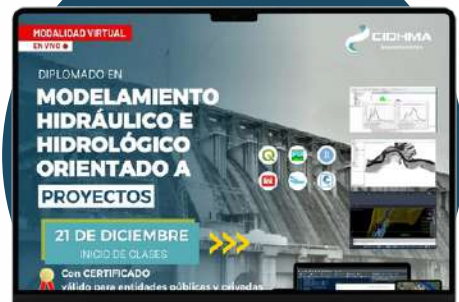 MODALIDAD VIRTUAL
EN VIVO
CIDHMA
DIPLOMADO EN
MODELAMIENTO
HIDRÁULICO E
HIDROLÓGICO
ORIENTADO A
PROYECTOS
21 DE DICIEMBRE
INICIO DE CLASES
Con CERTIFICADO
válido para entidades públicas y privadas